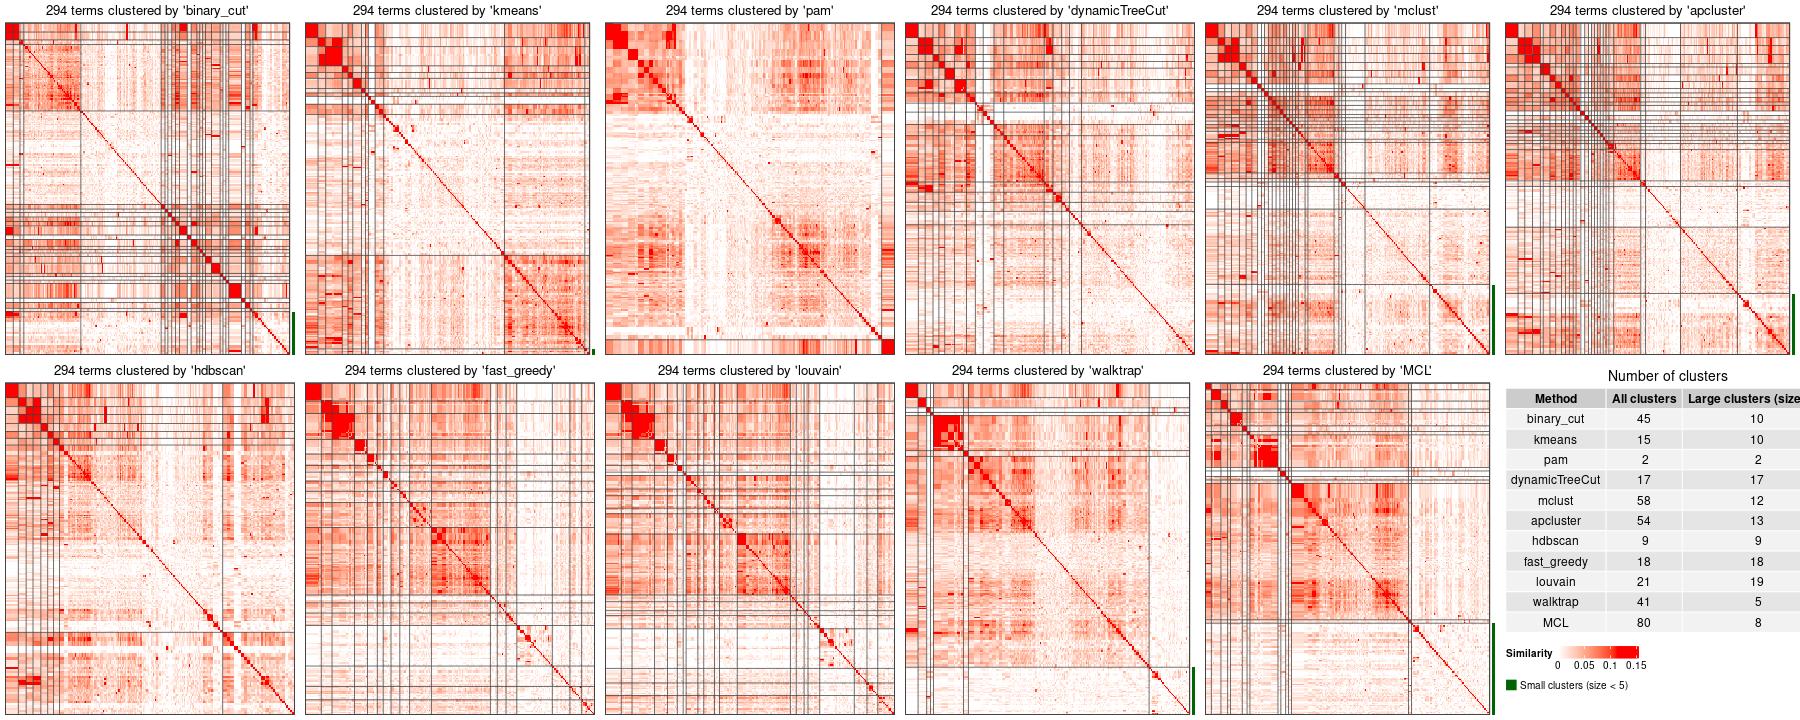 294 terms clustered by 'binary_cut'
294 terms clustered by 'kmeans'
294 terms clustered by 'pam'
294 terms clustered by 'dynamicTreeCut'
294 terms clustered by 'mclust'
294 terms clustered by 'apcluster'
294 terms clustered by 'hdbscan'
294 terms clustered by 'fast_greedy'
294 terms clustered by 'louvain'
294 terms clustered by 'walktrap'
294 terms clustered by 'MCL'
Number of clusters
Method All clusters Large clusters (size
binary_cut 45 10
kmeans 15 10
pam 2 2
dynamicTreeCut 17 17
mclust 58 12
apcluster 54 13
hdbscan 9 9
fast_greedy 18 18
louvain 21 19
walktrap 41 5
MCL 80 8
Similarity
0 0.05 0.1 0.15
Small clusters (size < 5)